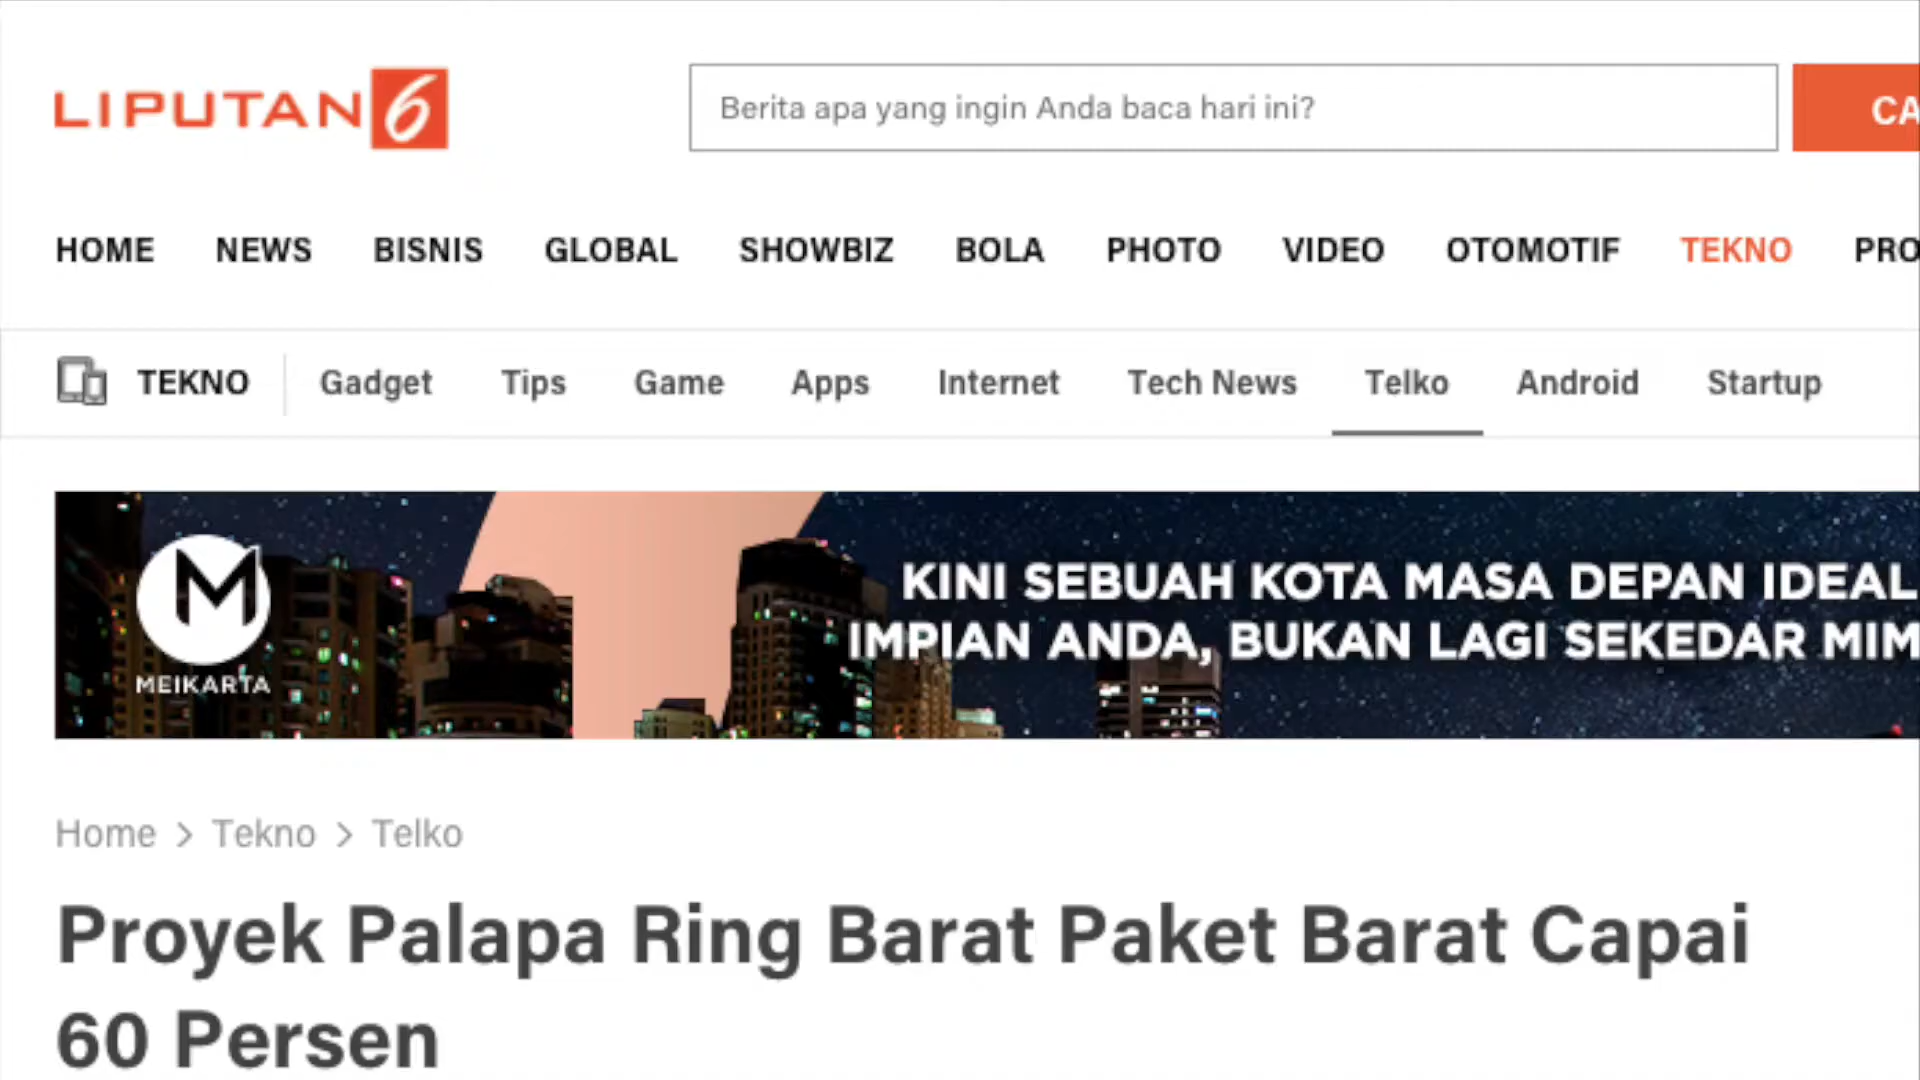 LIPUTAN 6
Berita apa yang ingin Anda baca hari ini?
HOME NEWS BISNIS GLOBAL SHOWBIZ BOLA PHOTO VIDEO OTOMOTIF TEKNO
TEKNO Gadget Tips Game Apps Internet Tech News Telko Android Startup
MEIKARTA
KINI SEBUAH KOTA MASA DEPAN IDEAL
IMPIAN ANDA, BUKAN LAGI SEKEDAR
Home > Tekno > Telko
Proyek Palapa Ring Barat Paket Barat Capai
60 Persen